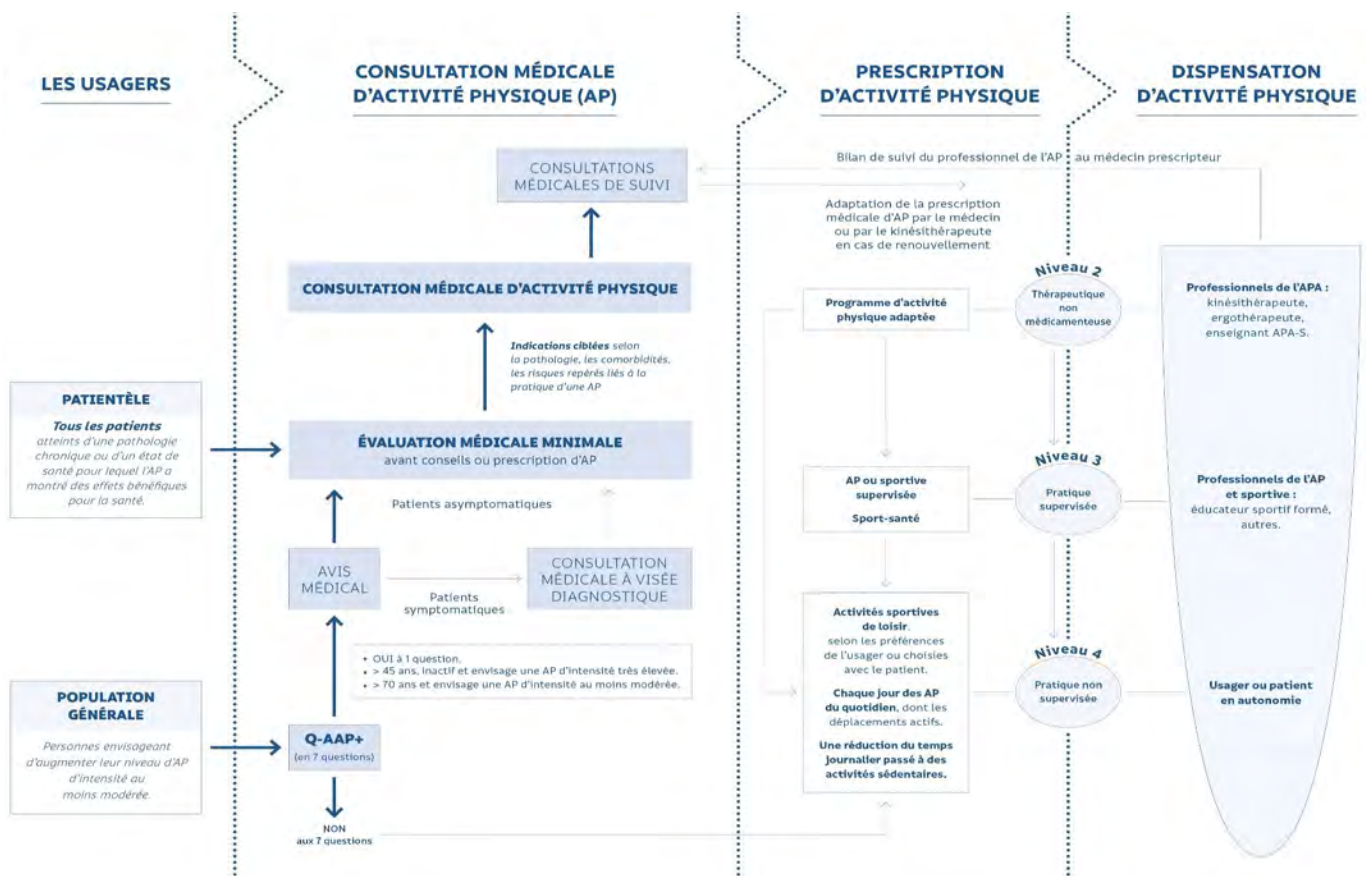 LES USAGERS
CONSULTATION MÉDICALE
D'ACTIVITÉ PHYSIQUE (AP)
PRESCRIPTION
D'ACTIVITÉ PHYSIQUE
DISPENSATION
D'ACTIVITÉ PHYSIQUE
CONSULTATIONS
MÉDICALES DE SUIVI
Bilan de suivi du professionnel de l'AP au médecin prescripteur
Adaptation de la prescription
médicale d'AP par le médecin
ou par le kinésithérapeute
en cas de renouvellement
CONSULTATION MÉDICALE D'ACTIVITÉ PHYSIQUE
Programme d'activité
physique adaptée
Niveau 2
Thérapeutique
non
médicamenteuse
Professionnels de l'APA :
kinésithérapeute,
ergothérapeute,
enseignant APA-S.
Indications ciblées selon
la pathologie, les comorbidités,
les risques repérés liés à la
pratique d'une AP
PATIENTÈLE
Tous les patients
atteints d'une pathologie
chronique ou d'un état de
santé pour lequel l'AP a
montré des effets bénéfiques
pour la santé.
ÉVALUATION MÉDICALE MINIMALE
avant conseils ou prescription d'AP
Patients asymptomatiques
AP ou sportive
supervisée
Sport-santé
Niveau 3
Pratique
supervisée
Professionnels de l'AP
et sportive :
éducateur sportif formé,
autres.
AVIS
MÉDICAL
Patients
symptomatiques
CONSULTATION
MÉDICALE À VISÉE
DIAGNOSTIQUE
• OUI à 1 question.
• > 45 ans, inactif et envisage une AP d'intensité très élevée.
• > 70 ans et envisage une AP d'intensité au moins modérée.
Activités sportives
de loisir,
selon les préférences
de l'usager ou choisies
avec le patient.
Chaque jour des AP
du quotidien, dont les
déplacements actifs.
Une réduction du temps
journalier passé à des
activités sédentaires.
Niveau 4
Pratique non
supervisée
Usager ou patient
en autonomie
POPULATION
GÉNÉRALE
Personnes envisageant
d'augmenter leur niveau d'AP
d'intensité au
moins modérée.
Q-AAP+
(en 7 questions)
NON
aux 7 questions